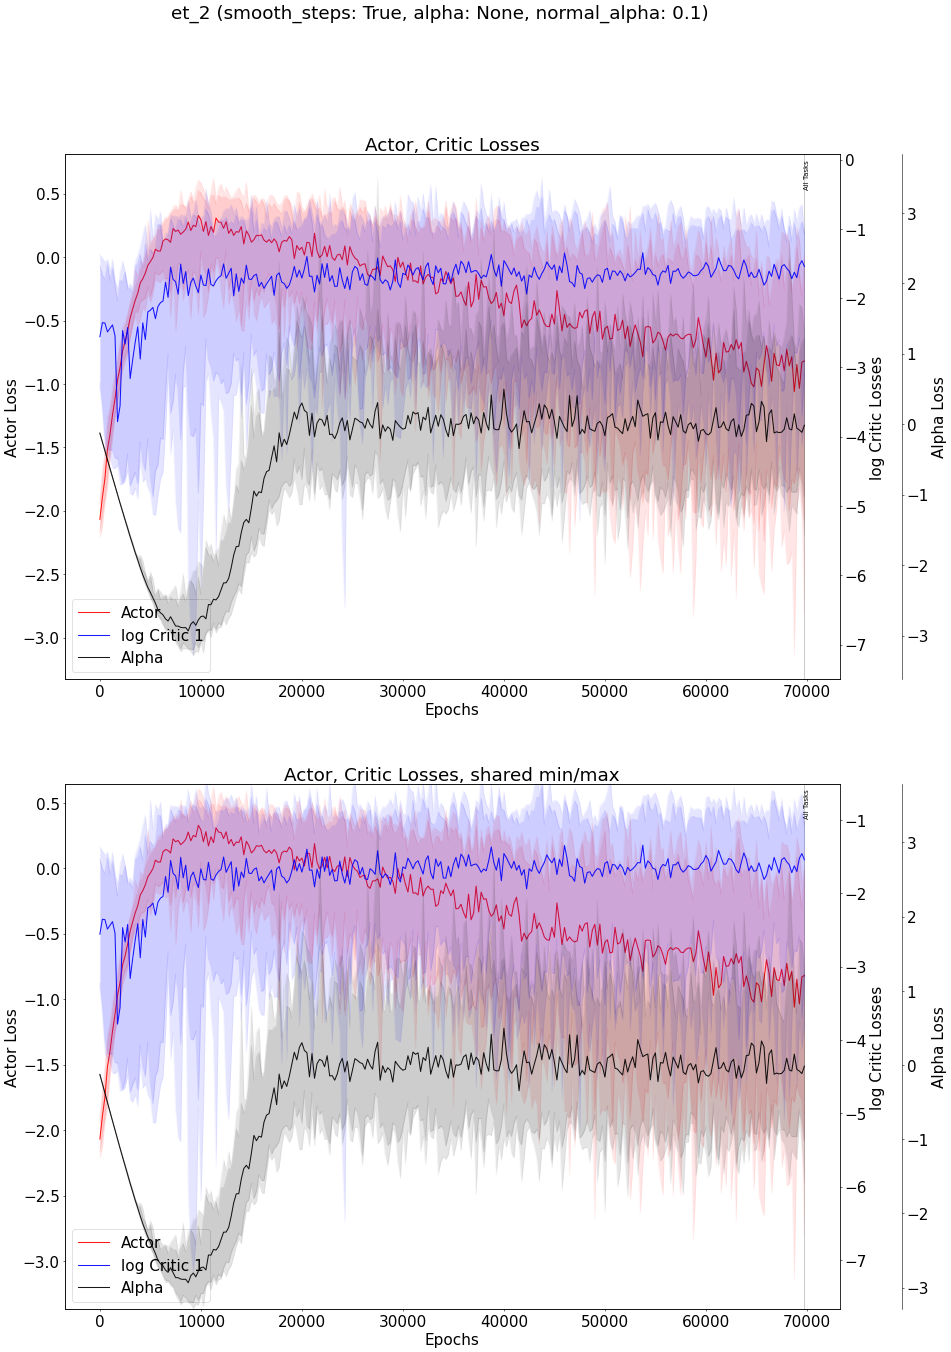 et_2 (smooth_steps: True, alpha: None, normal_alpha: 0.1)
Actor, Critic Losses
All Tasks
0.5
0.0
−0.5
−1.0
−1.5
−2.0
−2.5
−3.0
Actor Loss
0
−1
−2
−3
−4
−5
−6
−7
log Critic Losses
3
2
1
0
−1
−2
−3
Alpha Loss
Actor
log Critic 1
Alpha
0 10000 20000 30000 40000 50000 60000 70000
Epochs
Actor, Critic Losses, shared min/max
All Tasks
0.5
0.0
−0.5
−1.0
−1.5
−2.0
−2.5
−3.0
Actor Loss
−1
−2
−3
−4
−5
−6
−7
log Critic Losses
3
2
1
0
−1
−2
−3
Alpha Loss
Actor
log Critic 1
Alpha
0 10000 20000 30000 40000 50000 60000 70000
Epochs